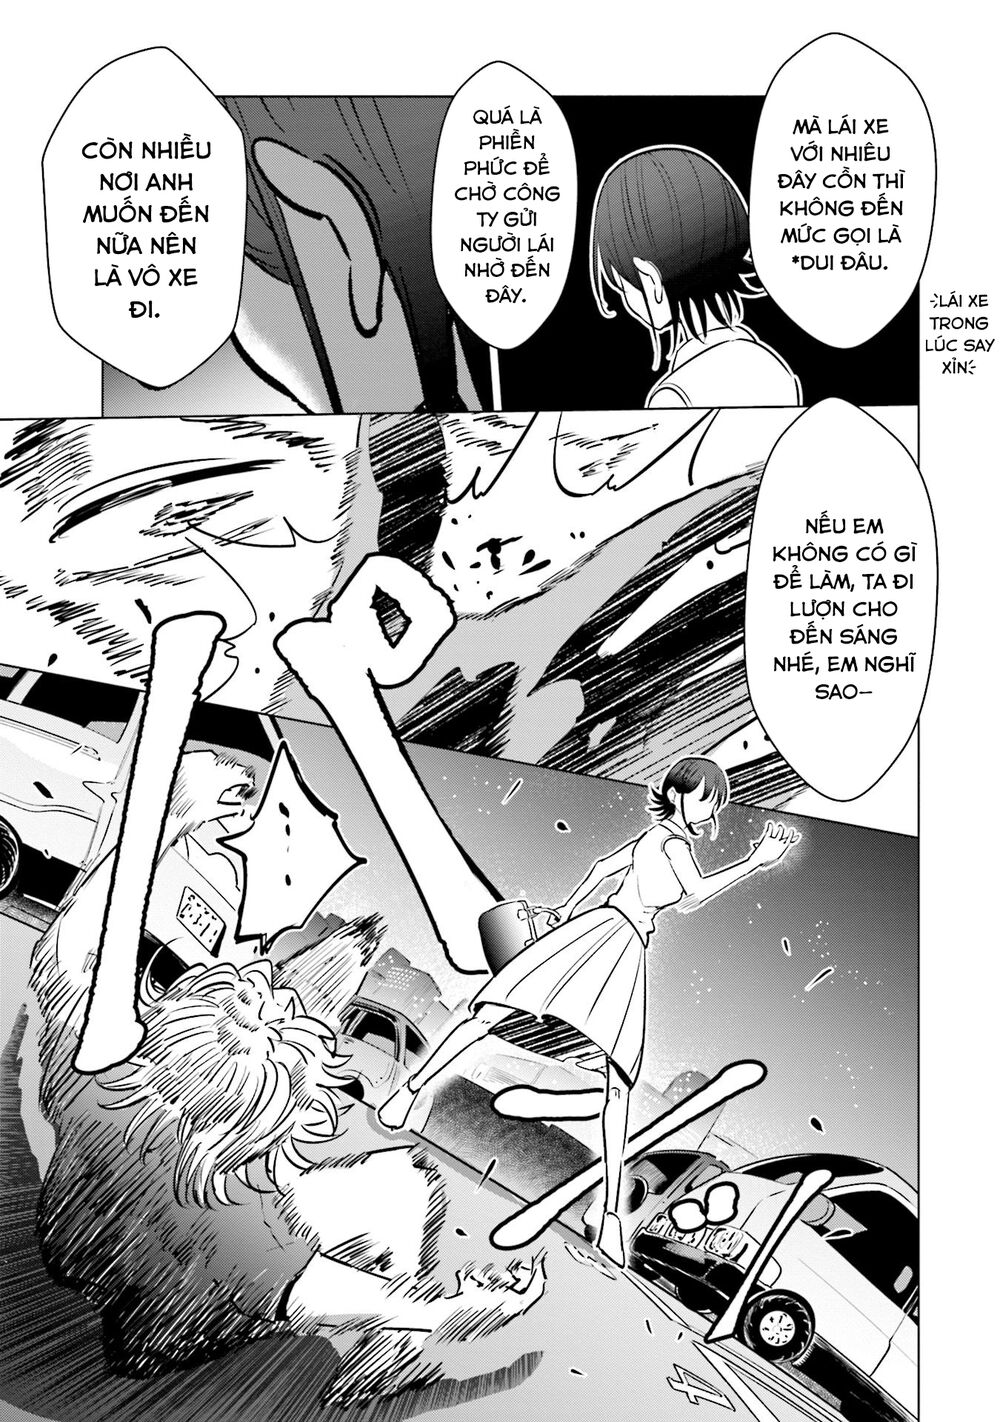 MÀ LÁI XE
VỚI NHIÊU
ĐÂY CỒN THÌ
KHÔNG ĐẾN
MỨC GỌI LÀ
*DUI ĐÂU.
LÁI XE
TRONG
LÚC SAY
XỈN
QUÁ LÀ
PHIỀN
PHỨC ĐỂ
CHỜ CÔNG
TY GỬI
NGƯỜI LÁI
NHỜ ĐẾN
ĐÂY.
CÒN NHIỀU
NƠI ANH
MUỐN ĐẾN
NỮA NÊN
LÀ VÔ XE
ĐI.
NẾU EM
KHÔNG CÓ GÌ
ĐỂ LÀM, TA ĐI
LƯỢN CHO
ĐẾN SÁNG
NHÉ, EM NGHĨ
SAO–